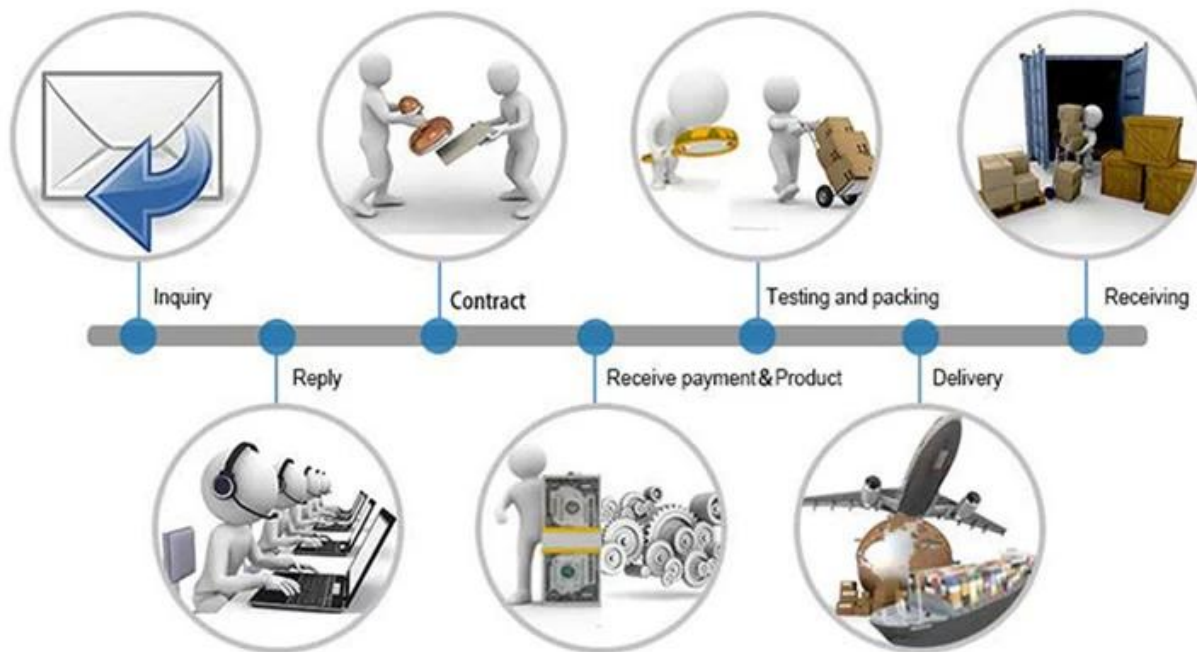 Inquiry
Contract
Testing and packing
Receiving
Reply
Receive payment&Product
Delivery